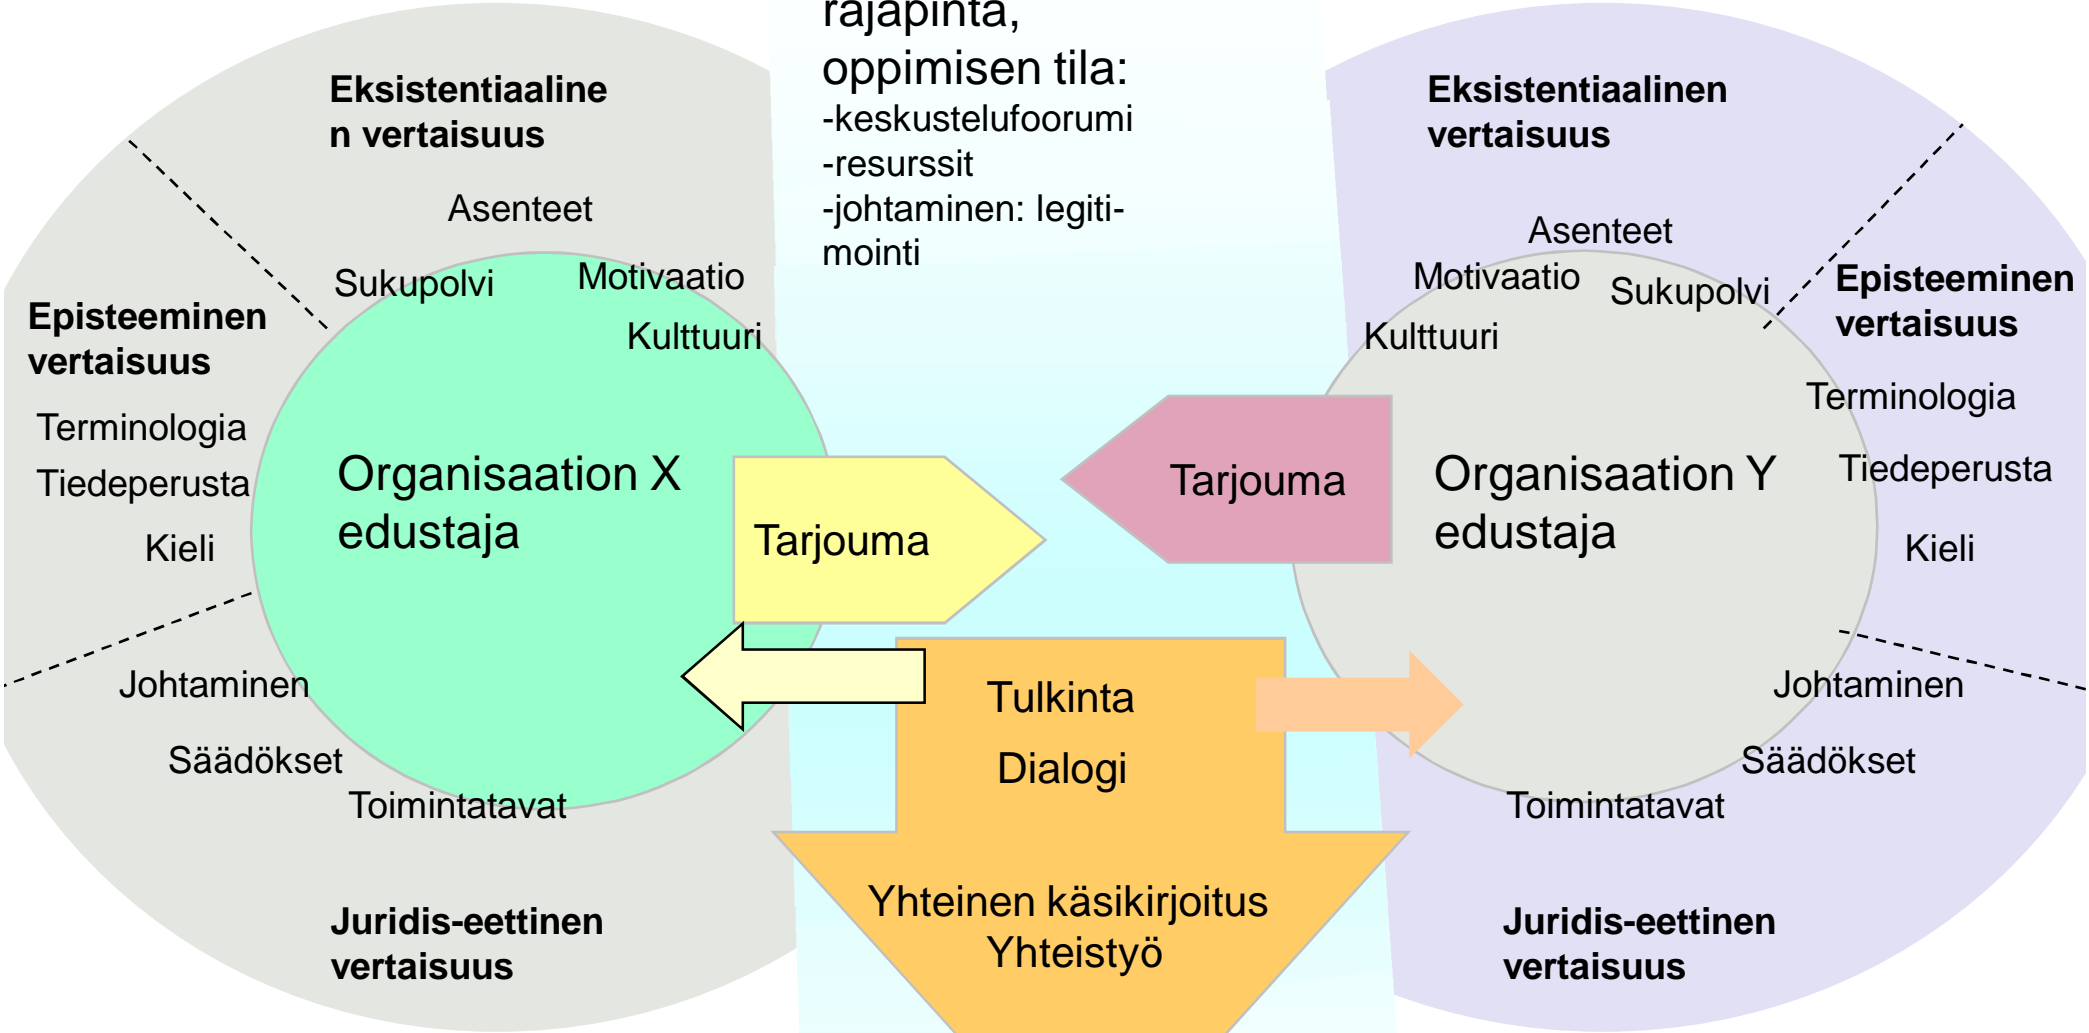 rajapinta,
oppimisen tila:
-keskustelufoorumi
-resurssit
-johtaminen: legiti-
mointi
Eksistentiaaline
n vertaisuus
Asenteet
Sukupolvi
Motivaatio
Kulttuuri
Episteeminen
vertaisuus
Terminologia
Tiedeperusta
Kieli
Organisaation X
edustaja
Johtaminen
Säädökset
Toimintatavat
Juridis-eettinen
vertaisuus
Tarjouma
Tarjouma
Tulkinta
Dialogi
Yhteinen käsikirjoitus
Yhteistyö
Eksistentiaalinen
vertaisuus
Asenteet
Motivaatio
Sukupolvi
Kulttuuri
Episteeminen
vertaisuus
Terminologia
Tiedeperusta
Kieli
Organisaation Y
edustaja
Johtaminen
Säädökset
Toimintatavat
Juridis-eettinen
vertaisuus